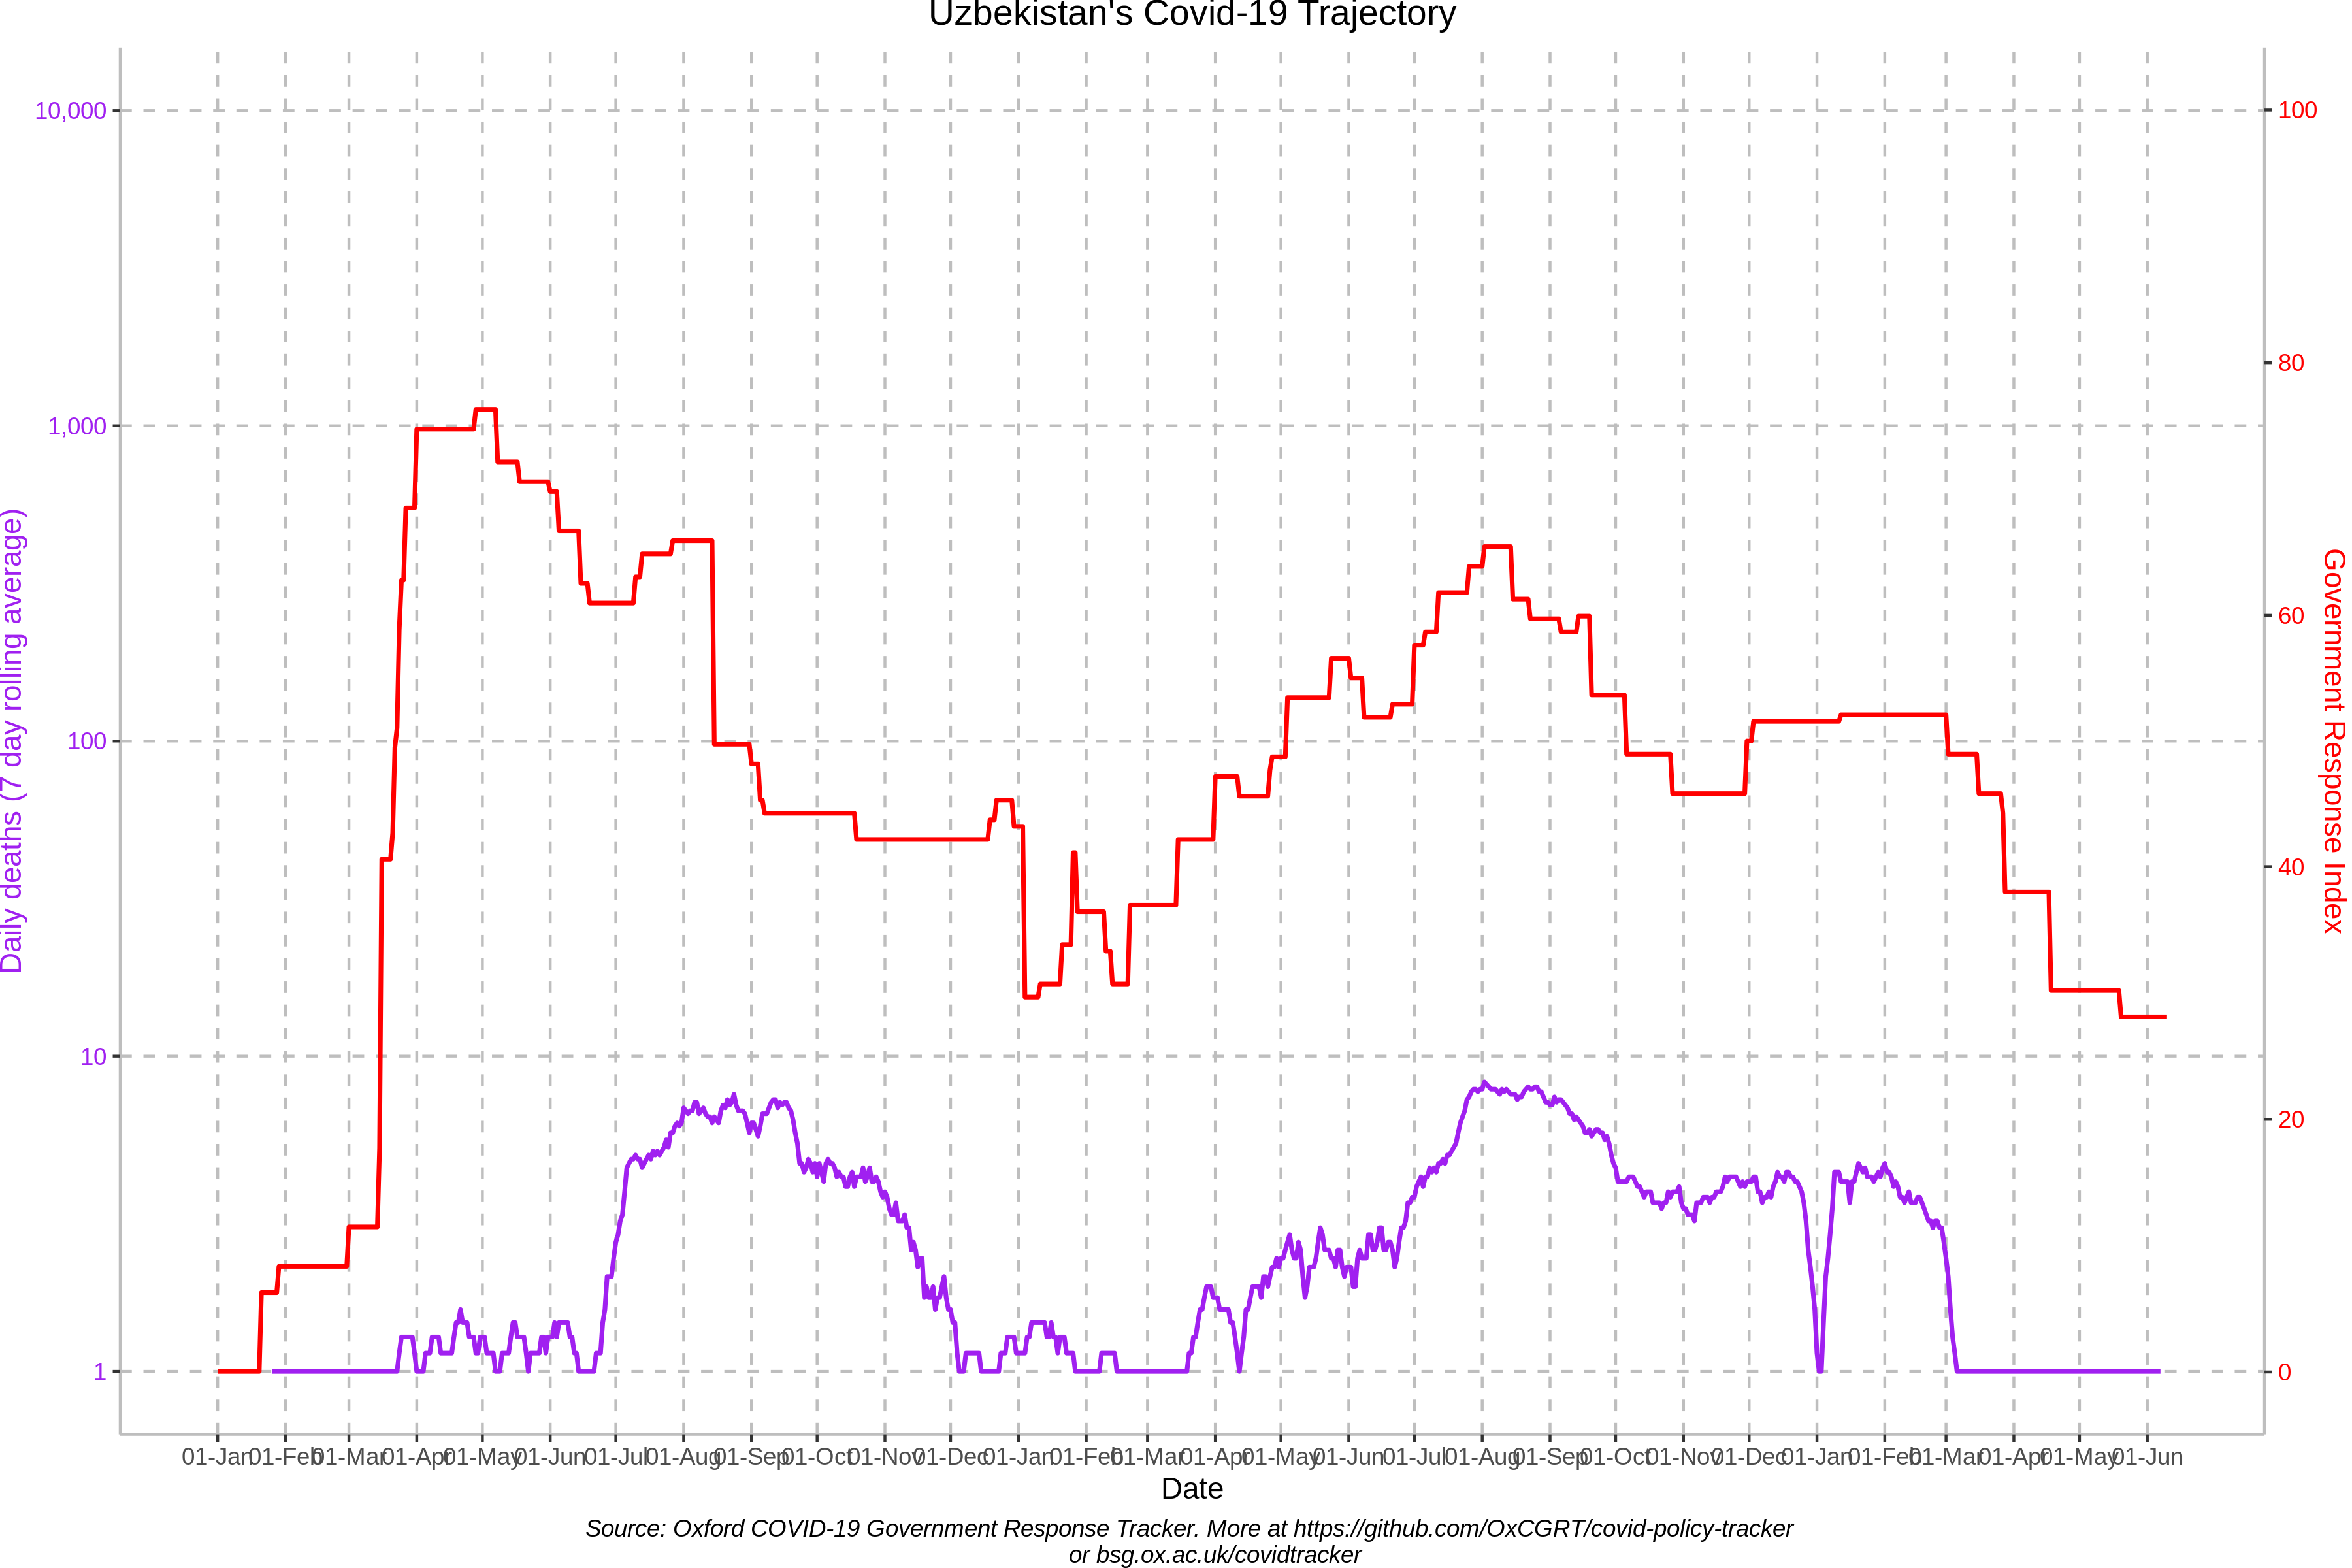 Uzbekistan's Covid-19 Trajectory
10,000
1,000
100
10
1
Daily deaths (7 day rolling average)
100
80
60
40
20
0
Government Response Index
01-Jan 01-Feb 01-Mar 01-Apr 01-May 01-Jun 01-Jul 01-Aug 01-Sep 01-Oct 01-Nov 01-Dec 01-Jan 01-Feb 01-Mar 01-Apr 01-May 01-Jun 01-Jul 01-Aug 01-Sep 01-Oct 01-Nov 01-Dec 01-Jan 01-Feb 01-Mar 01-Apr 01-May 01-Jun
Date
Source: Oxford COVID-19 Government Response Tracker. More at https://github.com/OxCGRT/covid-policy-tracker
or bsg.ox.ac.uk/covidtracker